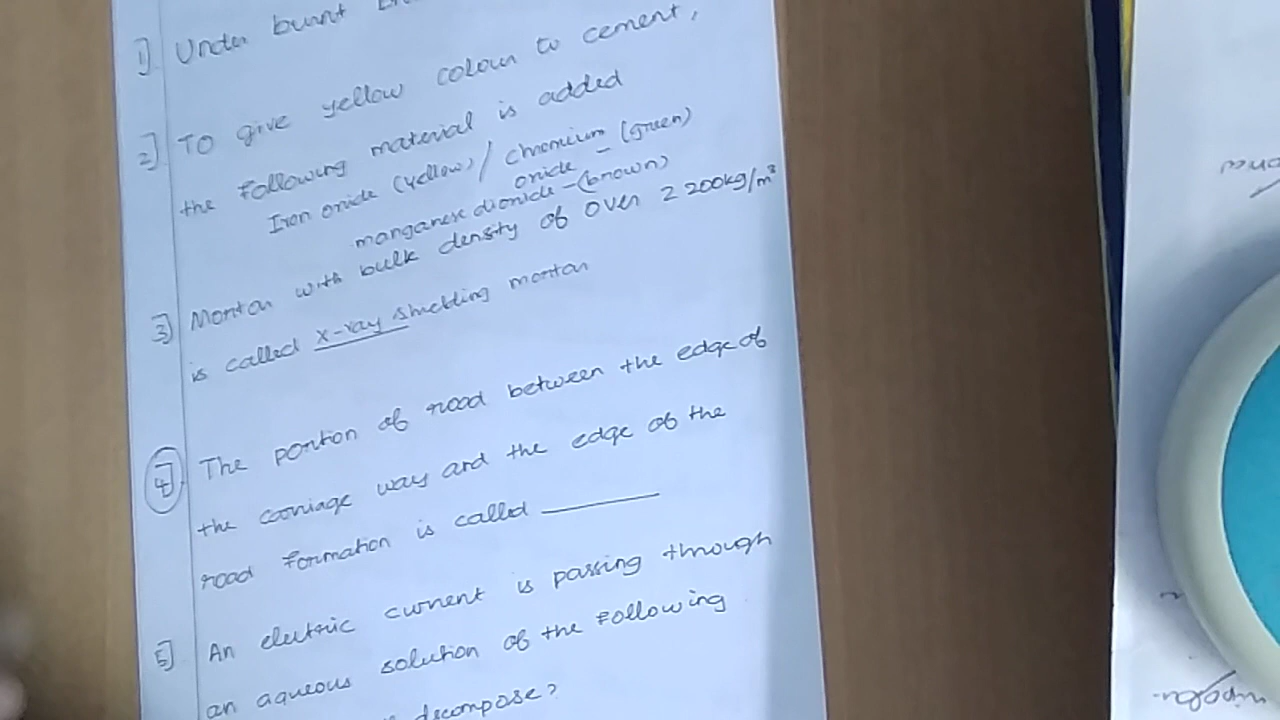 1] Under burnt
2] To give yellow colour to cement,
the following material is added
Iron oxide (yellow) / chromium oxide - (green)
manganese dioxide - (brown)
3] Mortar with bulk density of over 2200kg/m³
is called x-ray shielding mortar
4] The portion of road between the edge of
the carriage way and the edge of the
road formation is called ______
5] An electric current is passing through
an aqueous solution of the following
decompose?